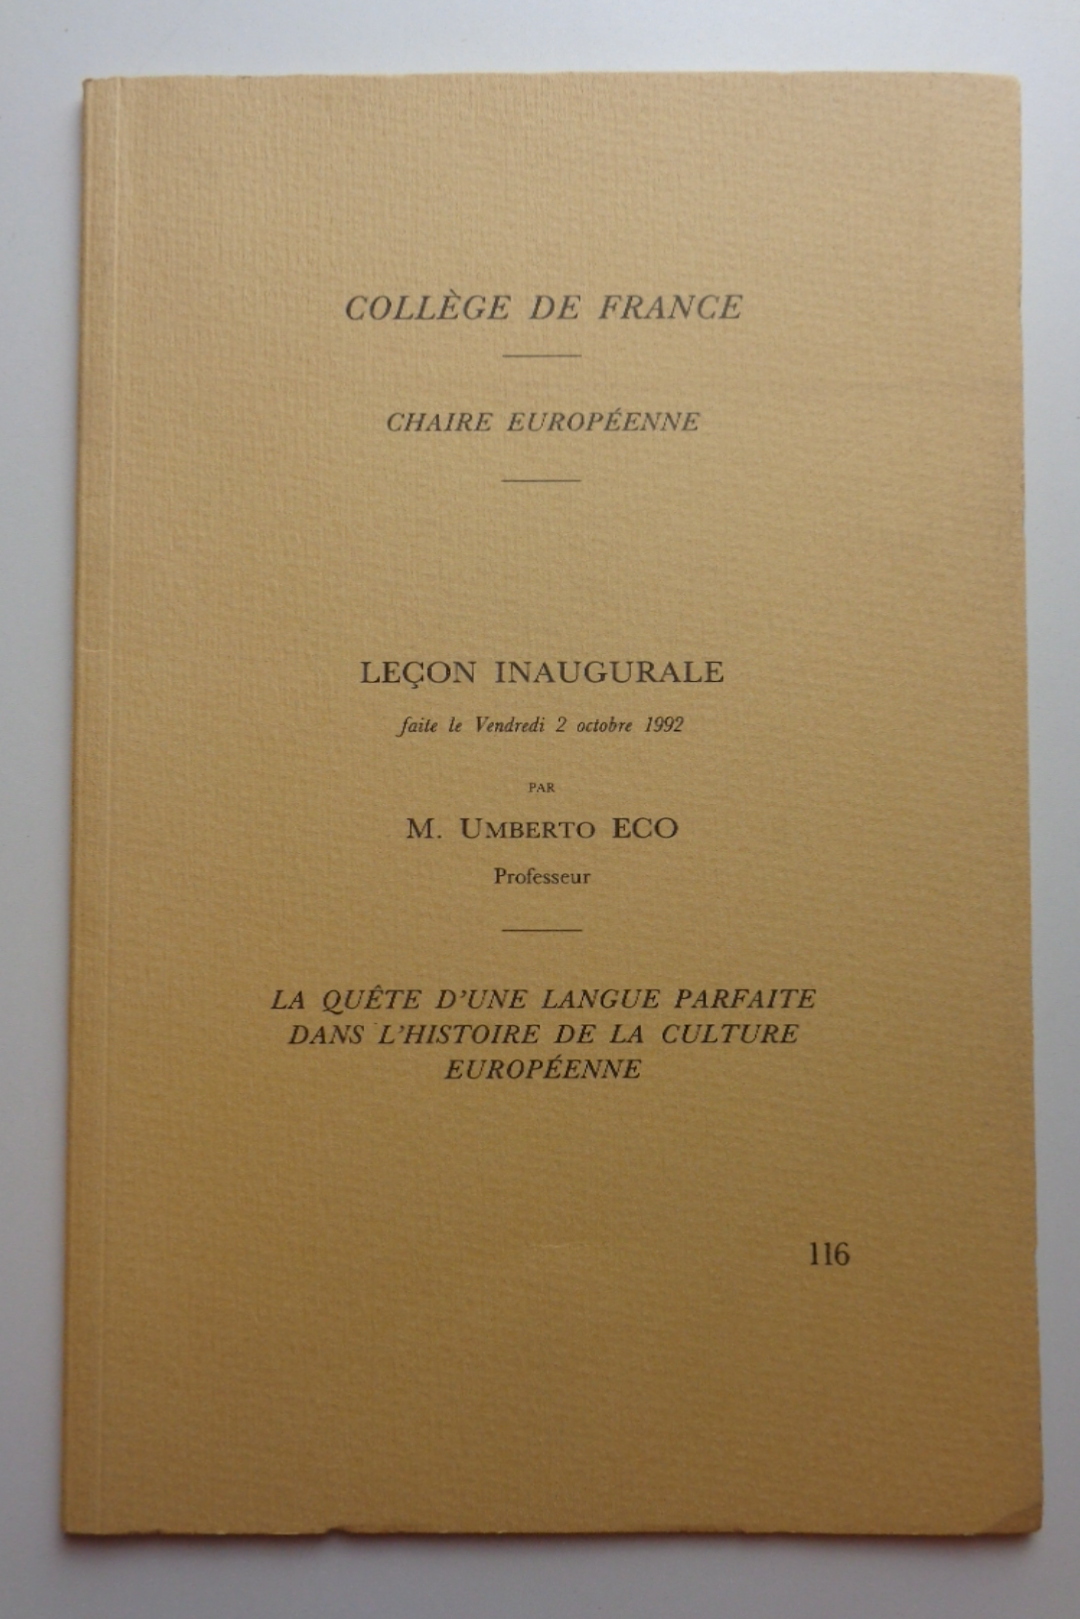 COLLÈGE DE FRANCE
CHAIRE EUROPÉENNE
LEÇON INAUGURALE
faite le Vendredi 2 octobre 1992
PAR
M. UMBERTO ECO
Professeur
LA QUÊTE D'UNE LANGUE PARFAITE
DANS L'HISTOIRE DE LA CULTURE
EUROPÉENNE
116